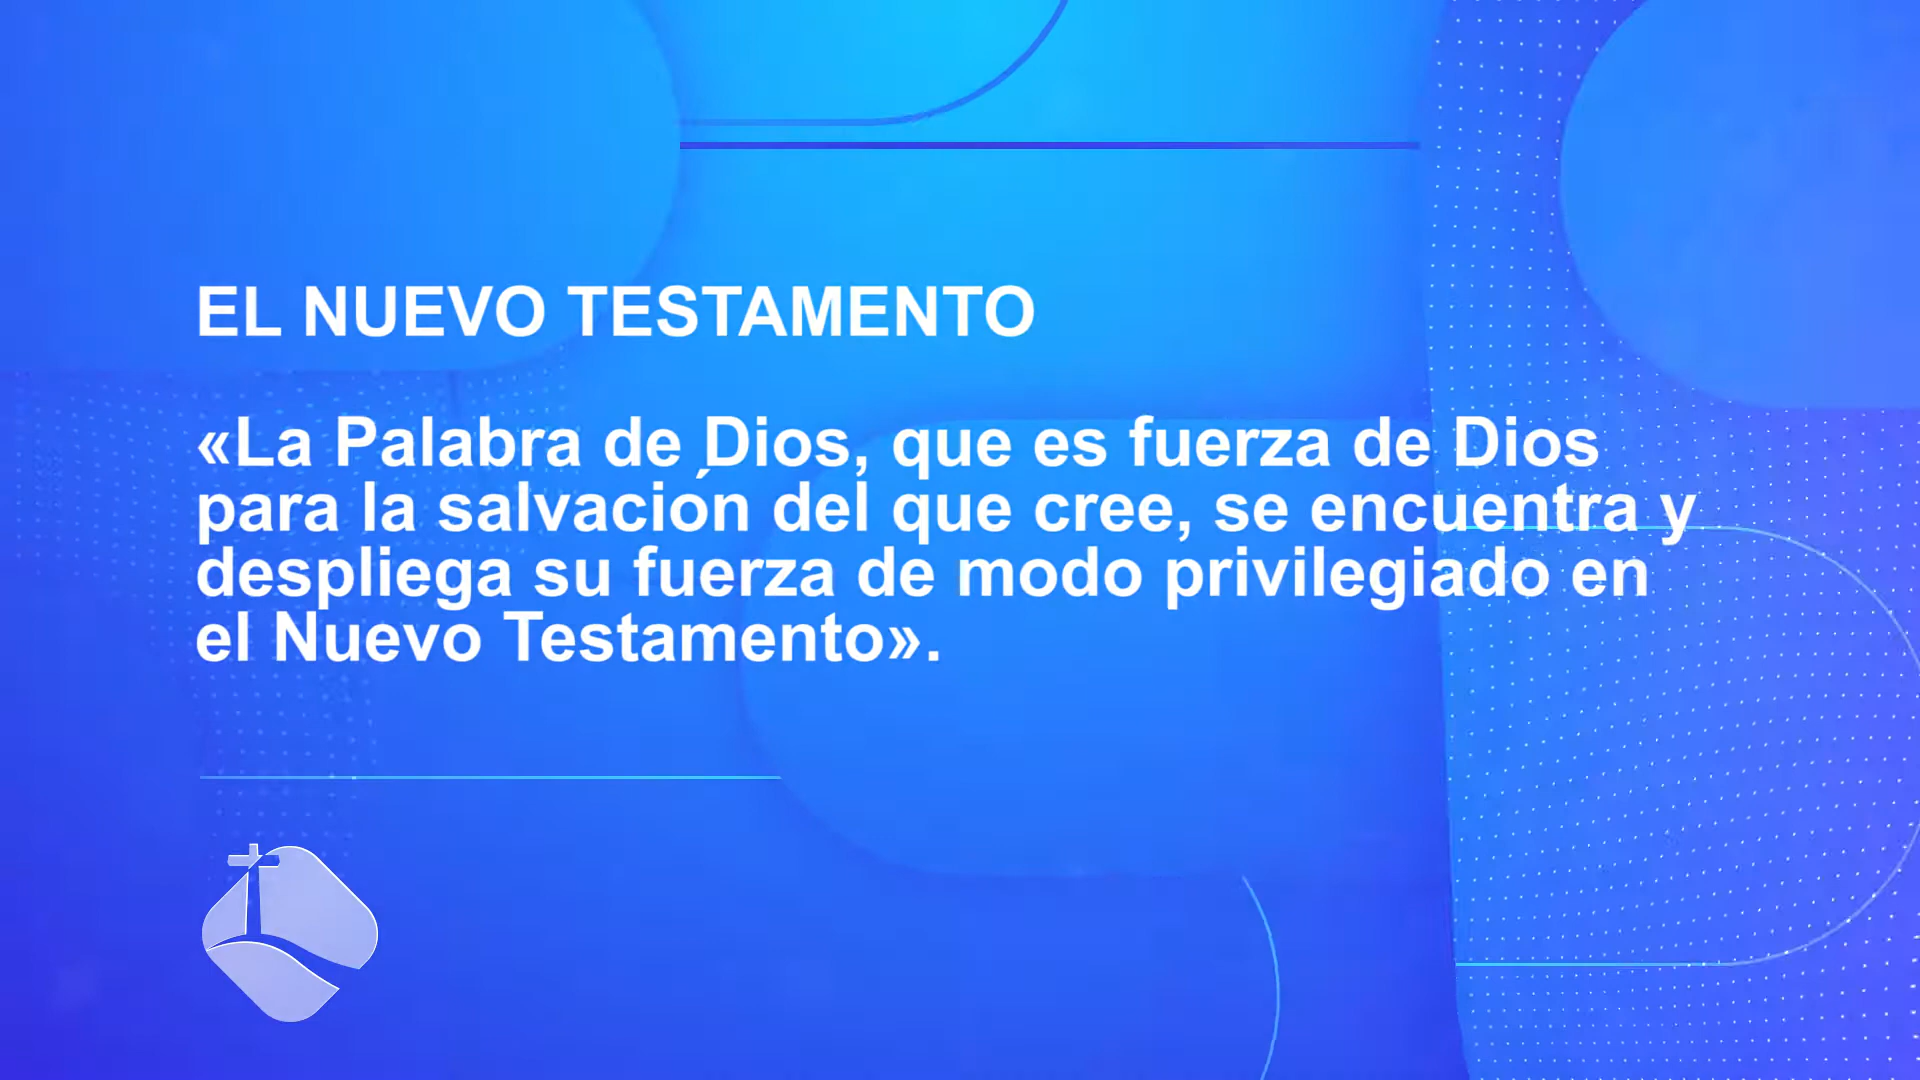 EL NUEVO TESTAMENTO
«La Palabra de Dios, que es fuerza de Dios
para la salvación del que cree, se encuentra y
despliega su fuerza de modo privilegiado en
el Nuevo Testamento».